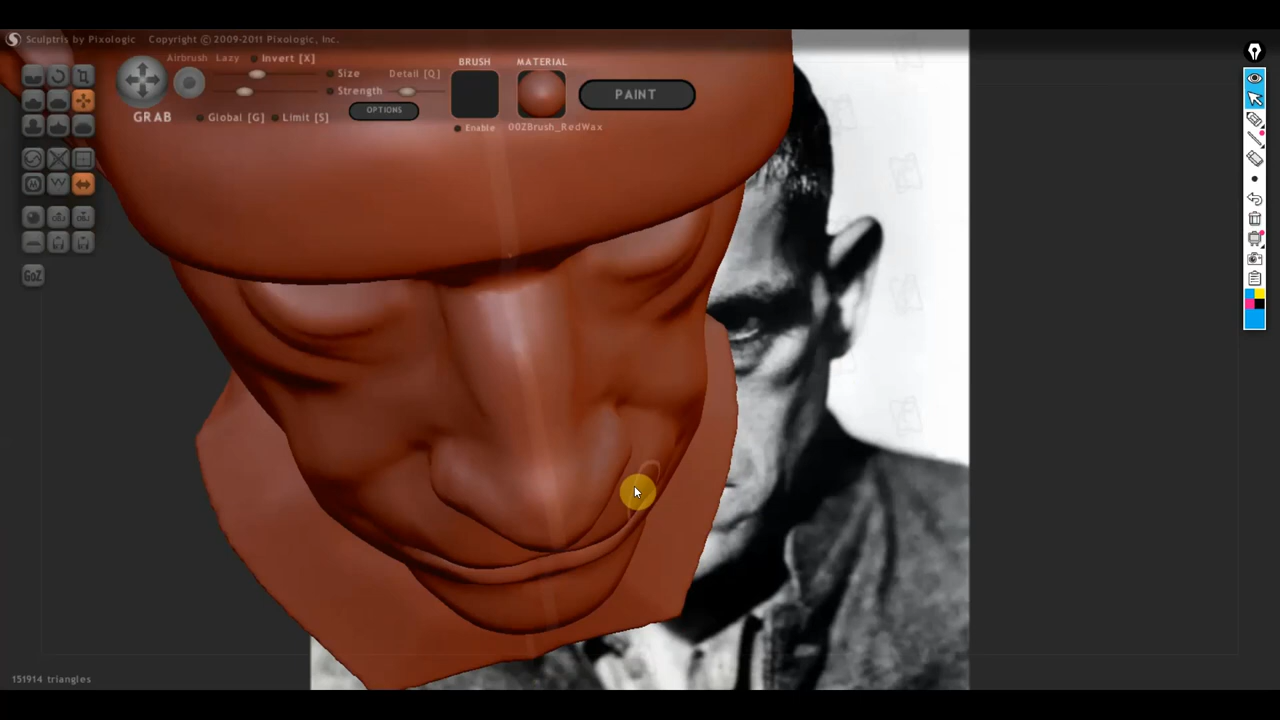 Sculptris by Pixologic Copyright © 2009-2011 Pixologic, Inc.
Airbrush Lazy Invert [X]
Size Detail [Q]
Strength
GRAB
Global [G] Limit [S]
OPTIONS
BRUSH
Enable
MATERIAL
00ZBrush_RedWax
PAINT
GoZ
151914 triangles